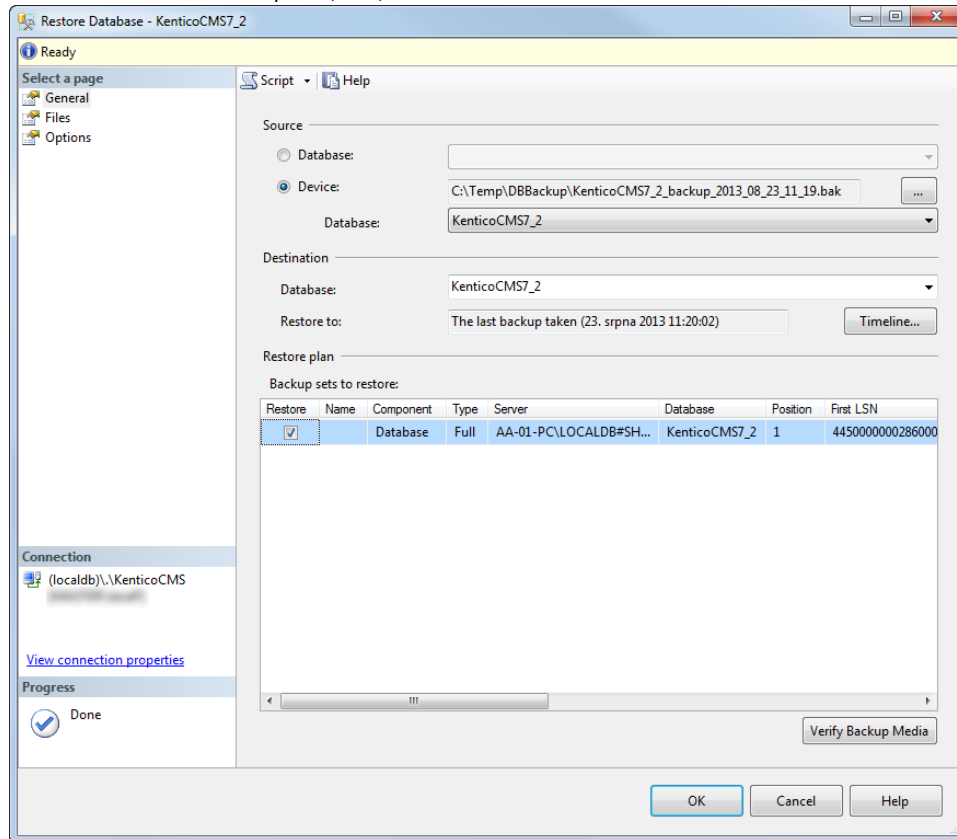 Restore Database - KenticoCMS7_2
Ready
Select a page
General
Files
Options
Script
Help
Source
Database:
Device:
C:\Temp\DBBackup\KenticoCMS7_2_backup_2013_08_23_11_19.bak
...
Database:
KenticoCMS7_2
Destination
Database:
KenticoCMS7_2
Restore to:
The last backup taken (23. srpna 2013 11:20:02)
Timeline...
Restore plan
Backup sets to restore:
Restore Name Component Type Server Database Position First LSN
Database Full AA-01-PC\LOCALDB#SH... KenticoCMS7_2 1 4450000000286000
Connection
(localdb)\.\KenticoCMS
View connection properties
Progress
Done
Verify Backup Media
OK Cancel Help